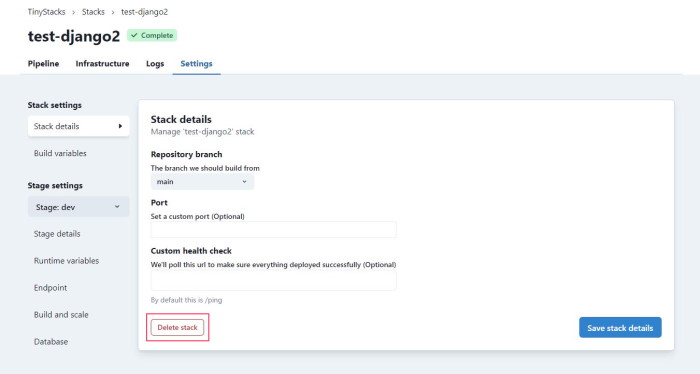 TinyStacks > Stacks > test-django2
test-django2 ✓ Complete
Pipeline Infrastructure Logs Settings
Stack settings
Stack details
Build variables
Stage settings
Stage: dev
Stage details
Runtime variables
Endpoint
Build and scale
Database
Stack details
Manage 'test-django2' stack
Repository branch
The branch we should build from
main
Port
Set a custom port (Optional)
Custom health check
We'll poll this url to make sure everything deployed successfully (Optional)
By default this is /ping
Delete stack
Save stack details